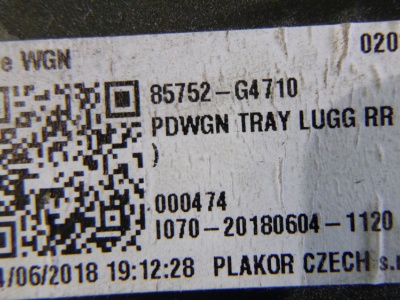 020
e WGN
85752-G4710
PDWGN TRAY LUGG RR
)
000474
I070-20180604-1120
4/06/2018 19:12:28 PLAKOR CZECH s.r